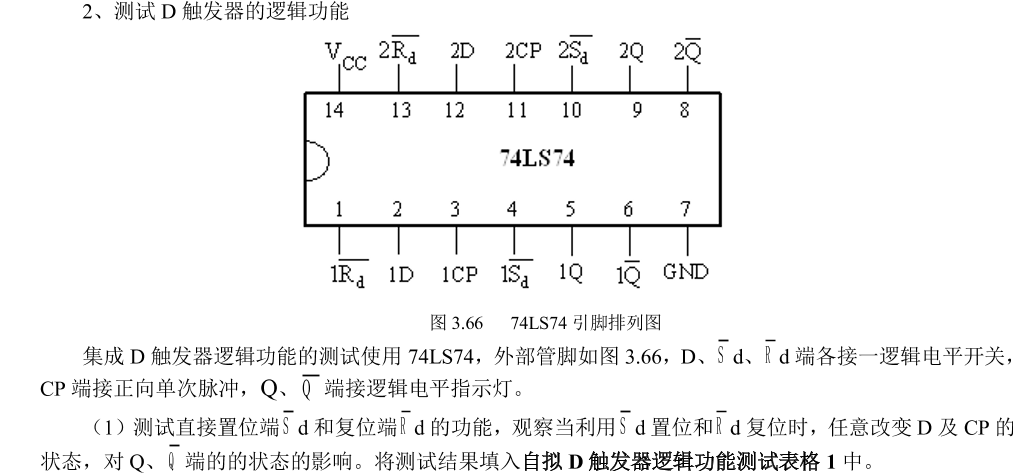 2、测试 D 触发器的逻辑功能
V_CC 2R̅d̅ 2D 2CP 2S̅d̅ 2Q 2Q̅
14 13 12 11 10 9 8
74LS74
1 2 3 4 5 6 7
1R̅d̅ 1D 1CP 1S̅d̅ 1Q 1Q̅ GND
图 3.66 74LS74 引脚排列图
集成 D 触发器逻辑功能的测试使用 74LS74，外部管脚如图 3.66，D、S̅ d、R̅ d 端各接一逻辑电平开关，
CP 端接正向单次脉冲，Q、Q̅ 端接逻辑电平指示灯。
（1）测试直接置位端 S̅ d 和复位端 R̅ d 的功能，观察当利用 S̅ d 置位和 R̅ d 复位时，任意改变 D 及 CP 的
状态，对 Q、Q̅ 端的的状态的影响。将测试结果填入自拟 D 触发器逻辑功能测试表格 1 中。